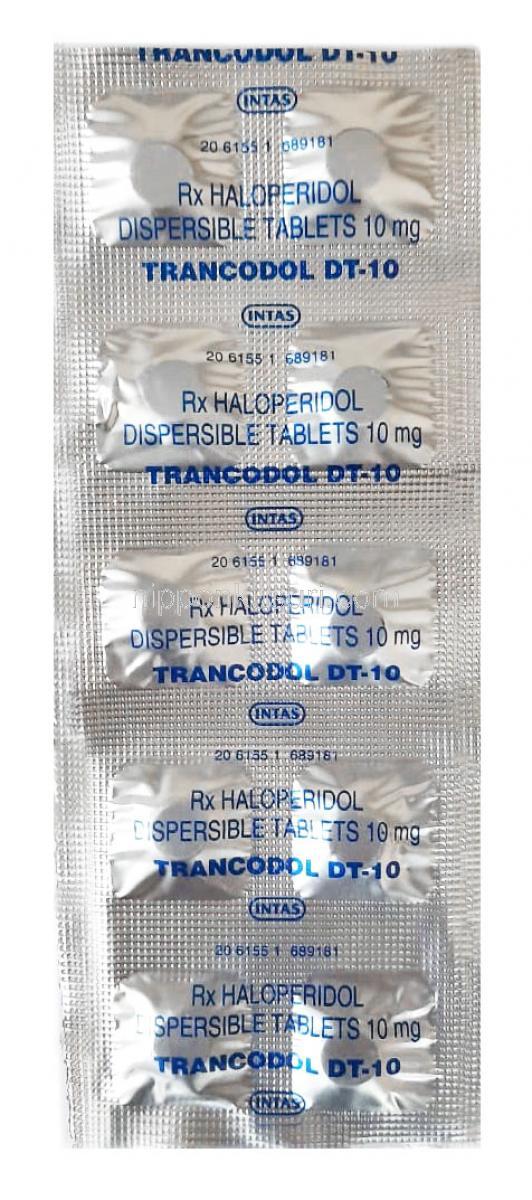 TRANCODOL DT-10
INTAS
20 6155 1 689181
Rx HALOPERIDOL
DISPERSIBLE TABLETS 10 mg
TRANCODOL DT-10
INTAS
20 6155 1 689181
Rx HALOPERIDOL
DISPERSIBLE TABLETS 10 mg
TRANCODOL DT-10
INTAS
20 6155 1 689181
Rx HALOPERIDOL
DISPERSIBLE TABLETS 10 mg
TRANCODOL DT-10
INTAS
20 6155 1 689181
Rx HALOPERIDOL
DISPERSIBLE TABLETS 10 mg
TRANCODOL DT-10
INTAS
20 6155 1 689181
Rx HALOPERIDOL
DISPERSIBLE TABLETS 10 mg
TRANCODOL DT-10
INTAS